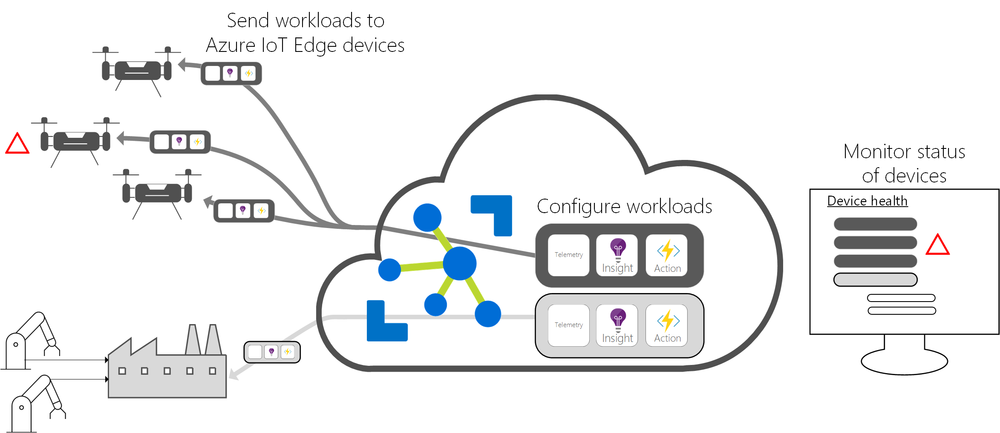 Send workloads to
Azure IoT Edge devices
Monitor status
of devices
Device health
Configure workloads
Telemetry
Insight
Action
Telemetry
Insight
Action